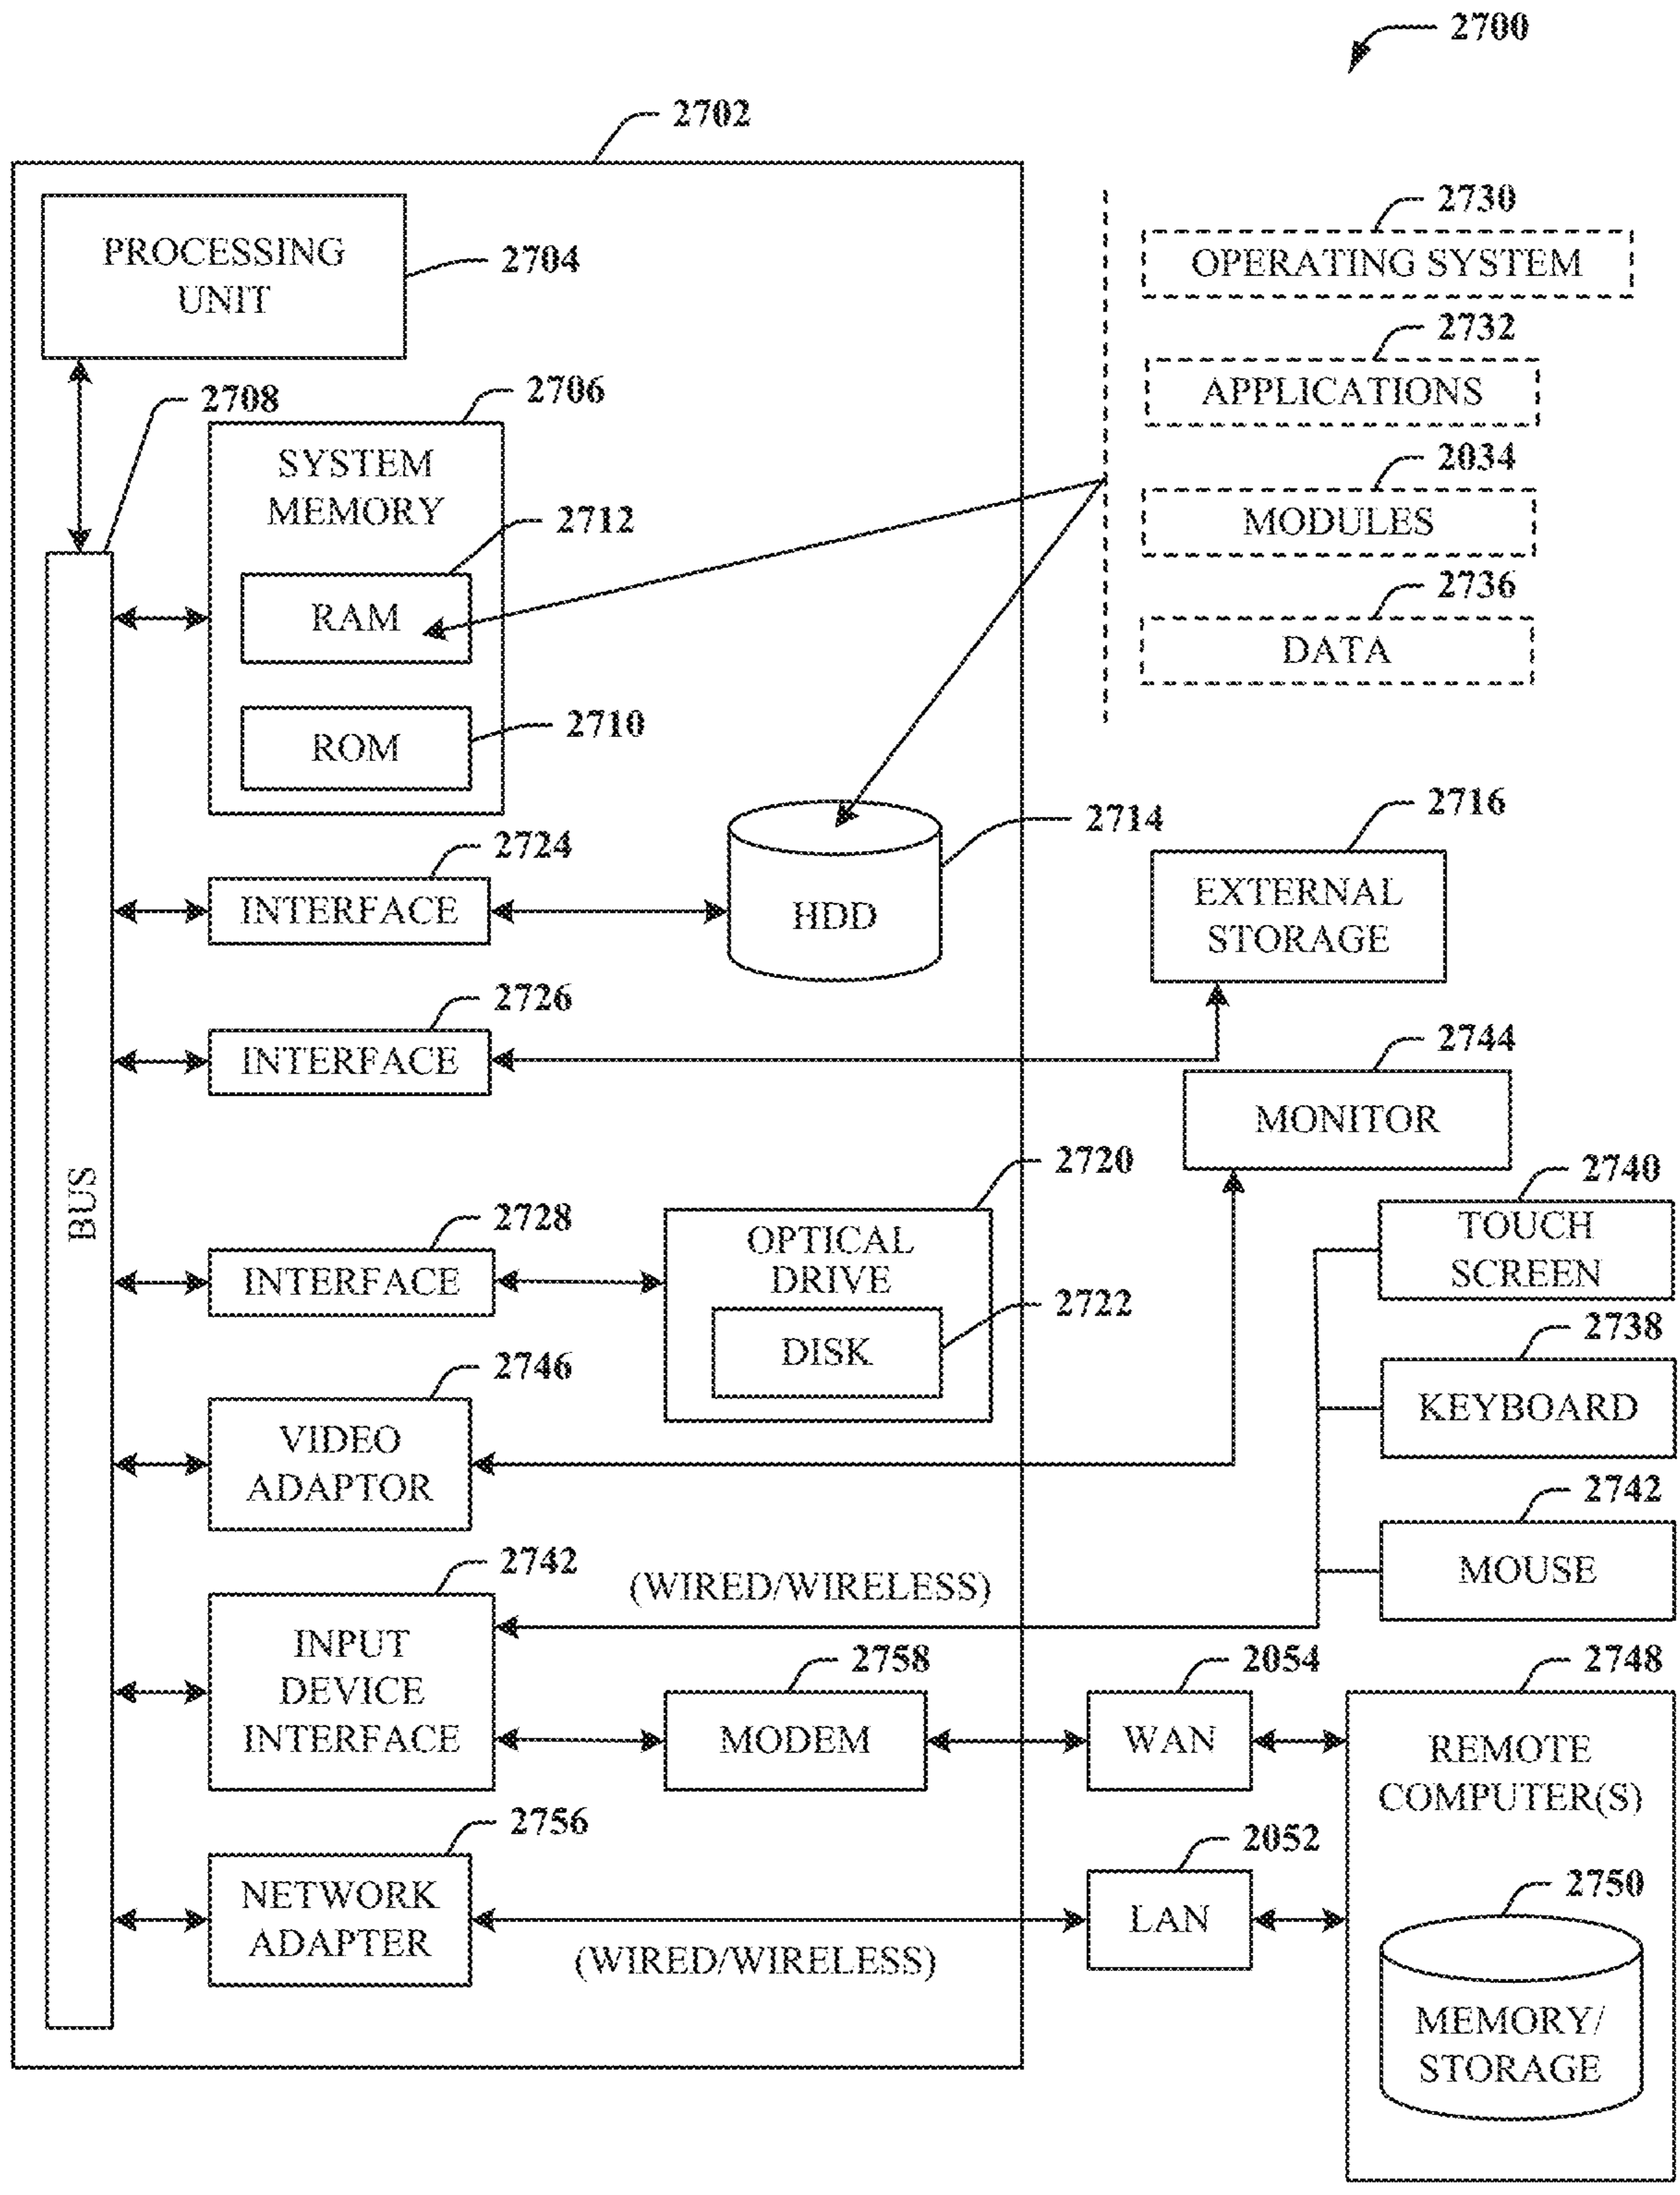 2700
2702
PROCESSING
UNIT
2704
2730
OPERATING SYSTEM
2732
APPLICATIONS
2034
MODULES
2736
DATA
2708
2706
SYSTEM
MEMORY
2712
RAM
2710
ROM
2724
INTERFACE
2714
HDD
2716
EXTERNAL
STORAGE
2726
INTERFACE
2744
MONITOR
BUS
2728
INTERFACE
2720
OPTICAL
DRIVE
2722
DISK
2740
TOUCH
SCREEN
2738
KEYBOARD
2742
MOUSE
2746
VIDEO
ADAPTOR
2742
INPUT
DEVICE
INTERFACE
(WIRED/WIRELESS)
2758
MODEM
2054
WAN
2748
REMOTE
COMPUTER(S)
2756
NETWORK
ADAPTER
(WIRED/WIRELESS)
2052
LAN
2750
MEMORY/
STORAGE